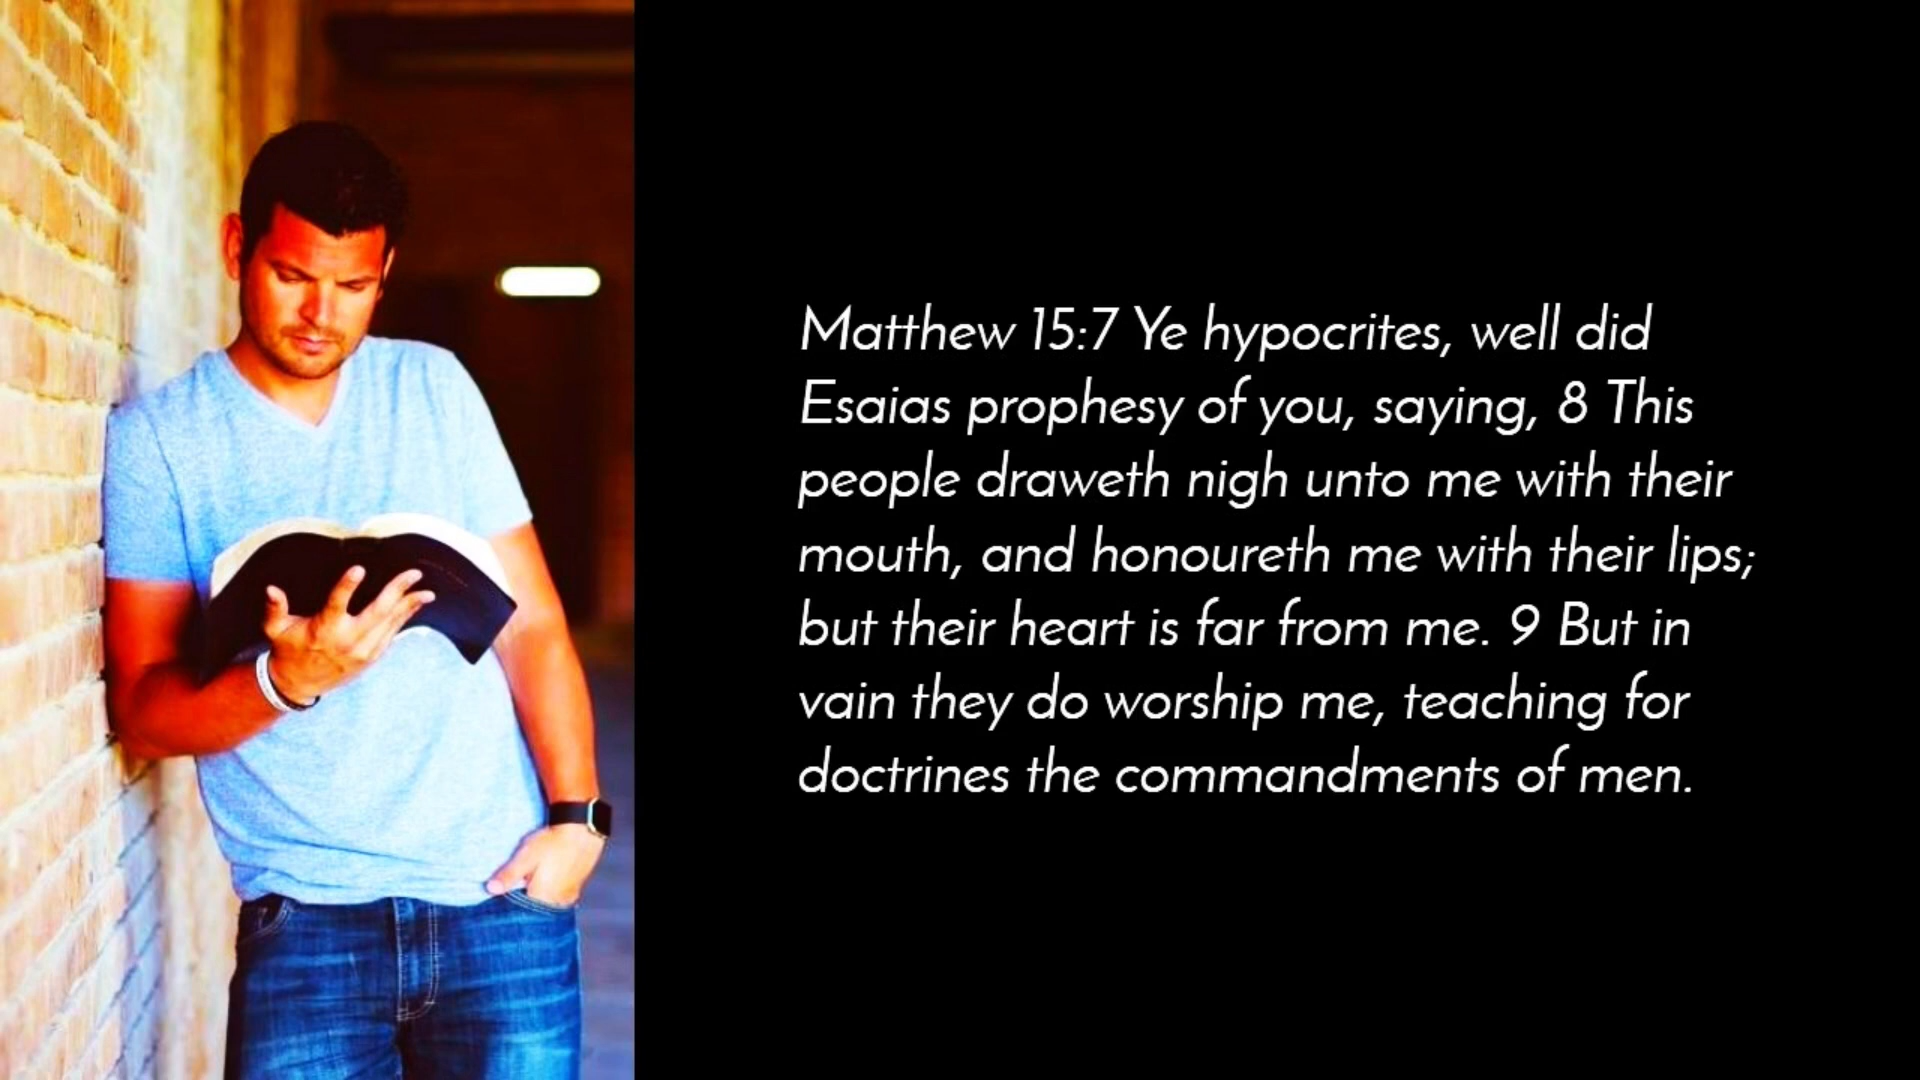 Matthew 15:7 Ye hypocrites, well did
Esaias prophesy of you, saying, 8 This
people draweth nigh unto me with their
mouth, and honoureth me with their lips;
but their heart is far from me. 9 But in
vain they do worship me, teaching for
doctrines the commandments of men.